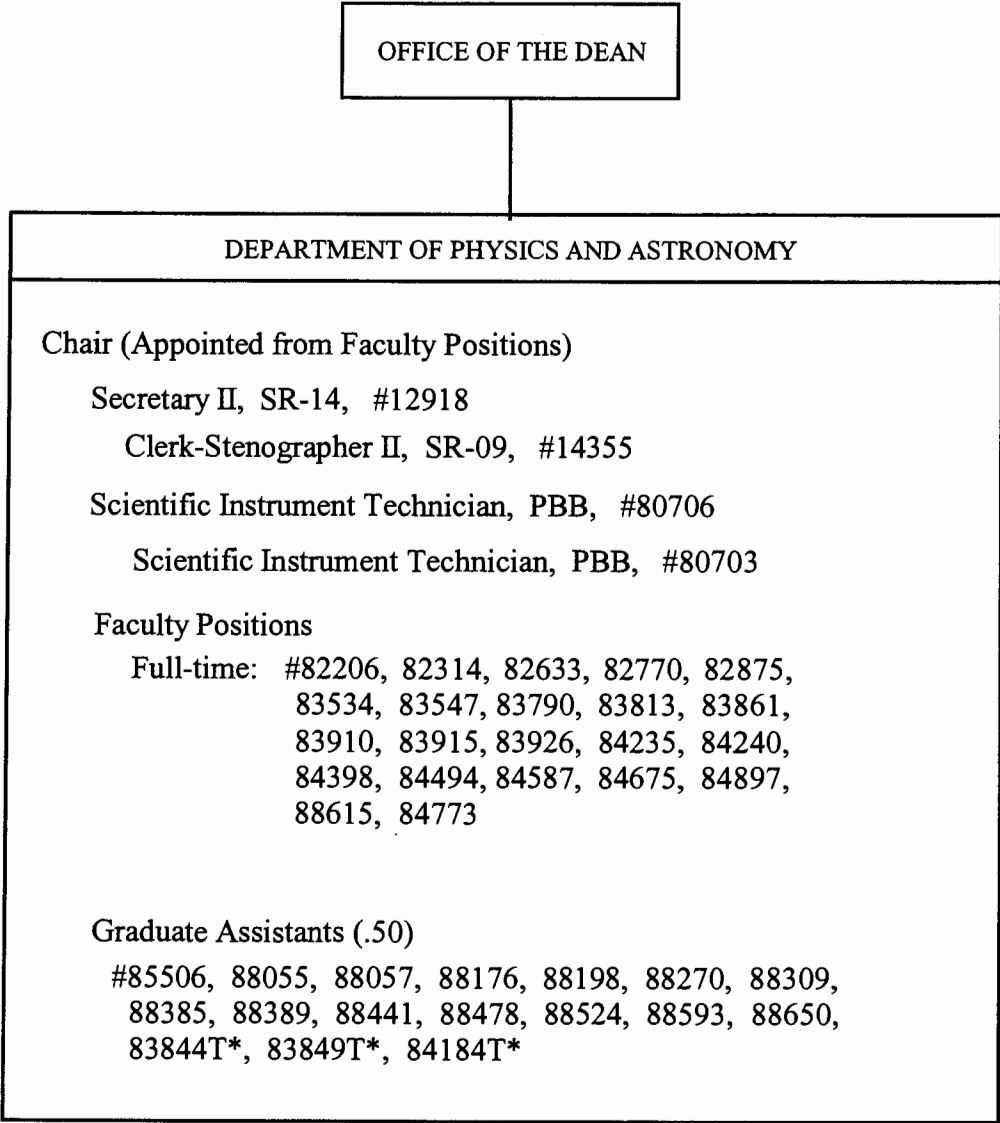 OFFICE OF THE DEAN
DEPARTMENT OF PHYSICS AND ASTRONOMY
Chair (Appointed from Faculty Positions)
Secretary II, SR-14, #12918
Clerk-Stenographer II, SR-09, #14355
Scientific Instrument Technician, PBB, #80706
Scientific Instrument Technician, PBB, #80703
Faculty Positions
Full-time: #82206, 82314, 82633, 82770, 82875,
83534, 83547, 83790, 83813, 83861,
83910, 83915, 83926, 84235, 84240,
84398, 84494, 84587, 84675, 84897,
88615, 84773
Graduate Assistants (.50)
#85506, 88055, 88057, 88176, 88198, 88270, 88309,
88385, 88389, 88441, 88478, 88524, 88593, 88650,
83844T*, 83849T*, 84184T*